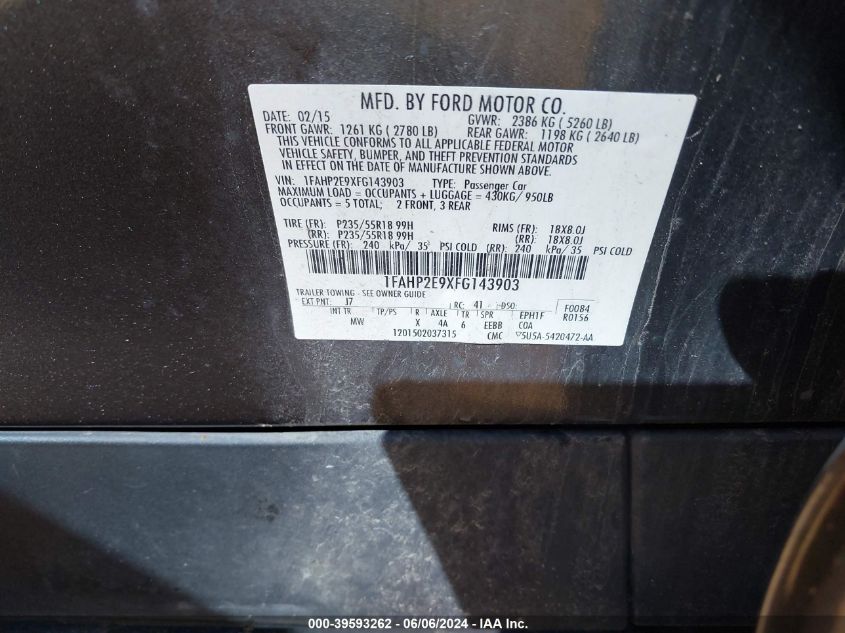 MFD. BY FORD MOTOR CO.
DATE: 02/15 GVWR: 2386 KG ( 5260 LB)
FRONT GAWR: 1261 KG ( 2780 LB) REAR GAWR: 1198 KG ( 2640 LB)
THIS VEHICLE CONFORMS TO ALL APPLICABLE FEDERAL MOTOR
VEHICLE SAFETY, BUMPER, AND THEFT PREVENTION STANDARDS
IN EFFECT ON THE DATE OF MANUFACTURE SHOWN ABOVE.
VIN: 1FAHP2E9XFG143903 TYPE: Passenger Car
MAXIMUM LOAD = OCCUPANTS + LUGGAGE = 430KG/ 950LB
OCCUPANTS = 5 TOTAL; 2 FRONT, 3 REAR
TIRE (FR): P235/55R18 99H RIMS (FR): 18X8.0J
(RR): P235/55R18 99H (RR): 18X8.0J
PRESSURE (FR): 240 kPa/ 35 PSI COLD (RR): 240 kPa/ 35 PSI COLD
1FAHP2E9XFG143903
TRAILER TOWING - SEE OWNER GUIDE
EXT PNT: J7 RC: 41 DSO: F0084
INT TR TP/PS R AXLE TR SPR EPH1F R0156
MW X 4A 6 EEBB COA
1201502037315 CMC 5U5A-5420472-AA
000-39593262 - 06/06/2024 - IAAI, Inc.